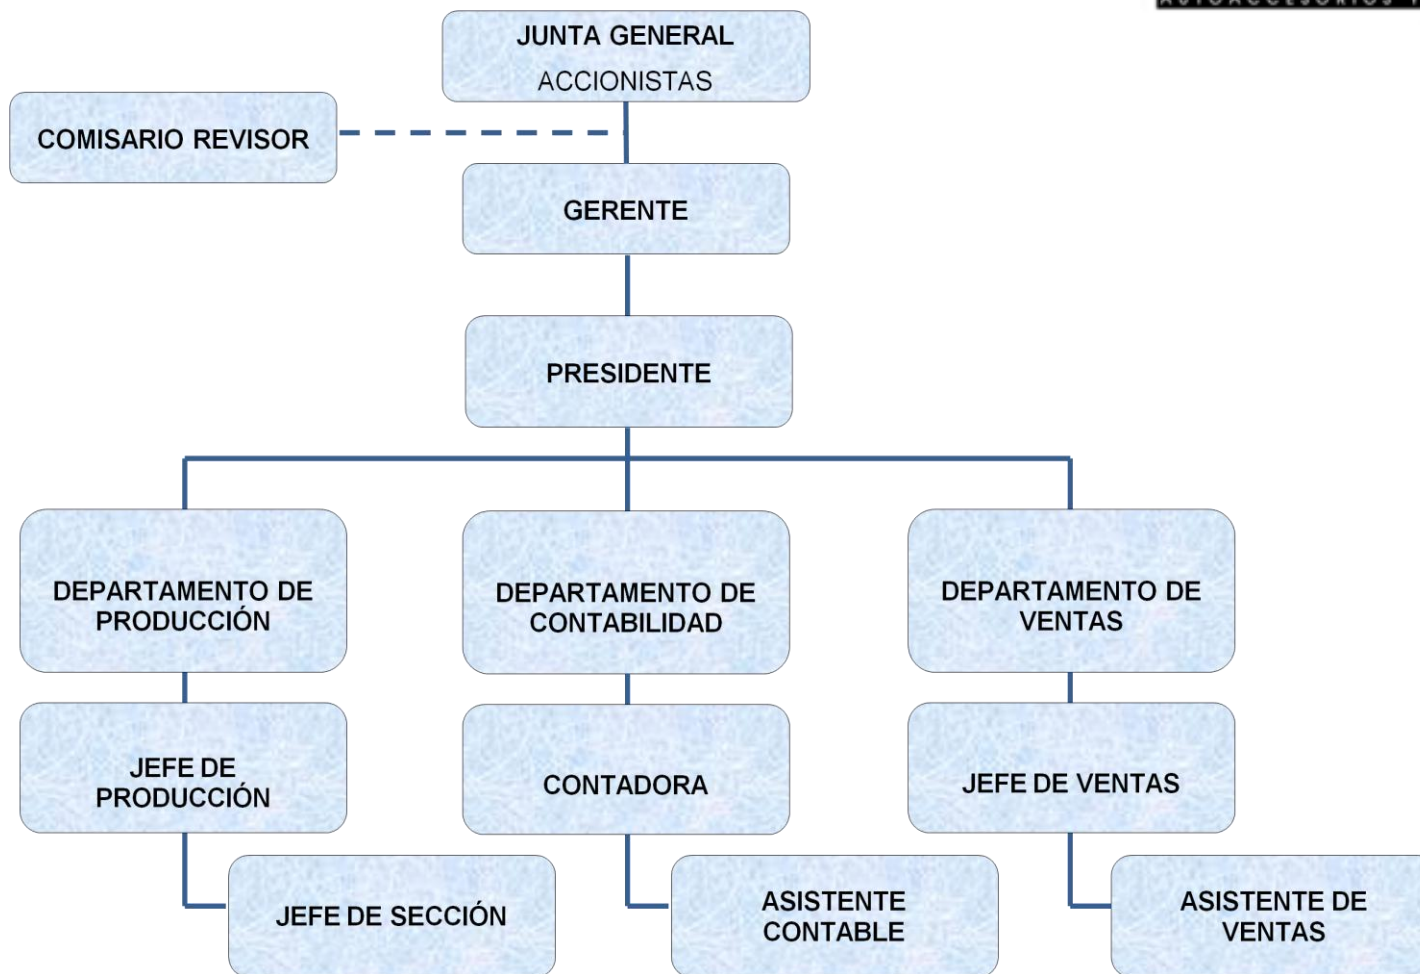 JUNTA GENERAL
ACCIONISTAS
COMISARIO REVISOR
GERENTE
PRESIDENTE
DEPARTAMENTO DE
PRODUCCIÓN
DEPARTAMENTO DE
CONTABILIDAD
DEPARTAMENTO DE
VENTAS
JEFE DE
PRODUCCIÓN
CONTADORA
JEFE DE VENTAS
JEFE DE SECCIÓN
ASISTENTE
CONTABLE
ASISTENTE DE
VENTAS